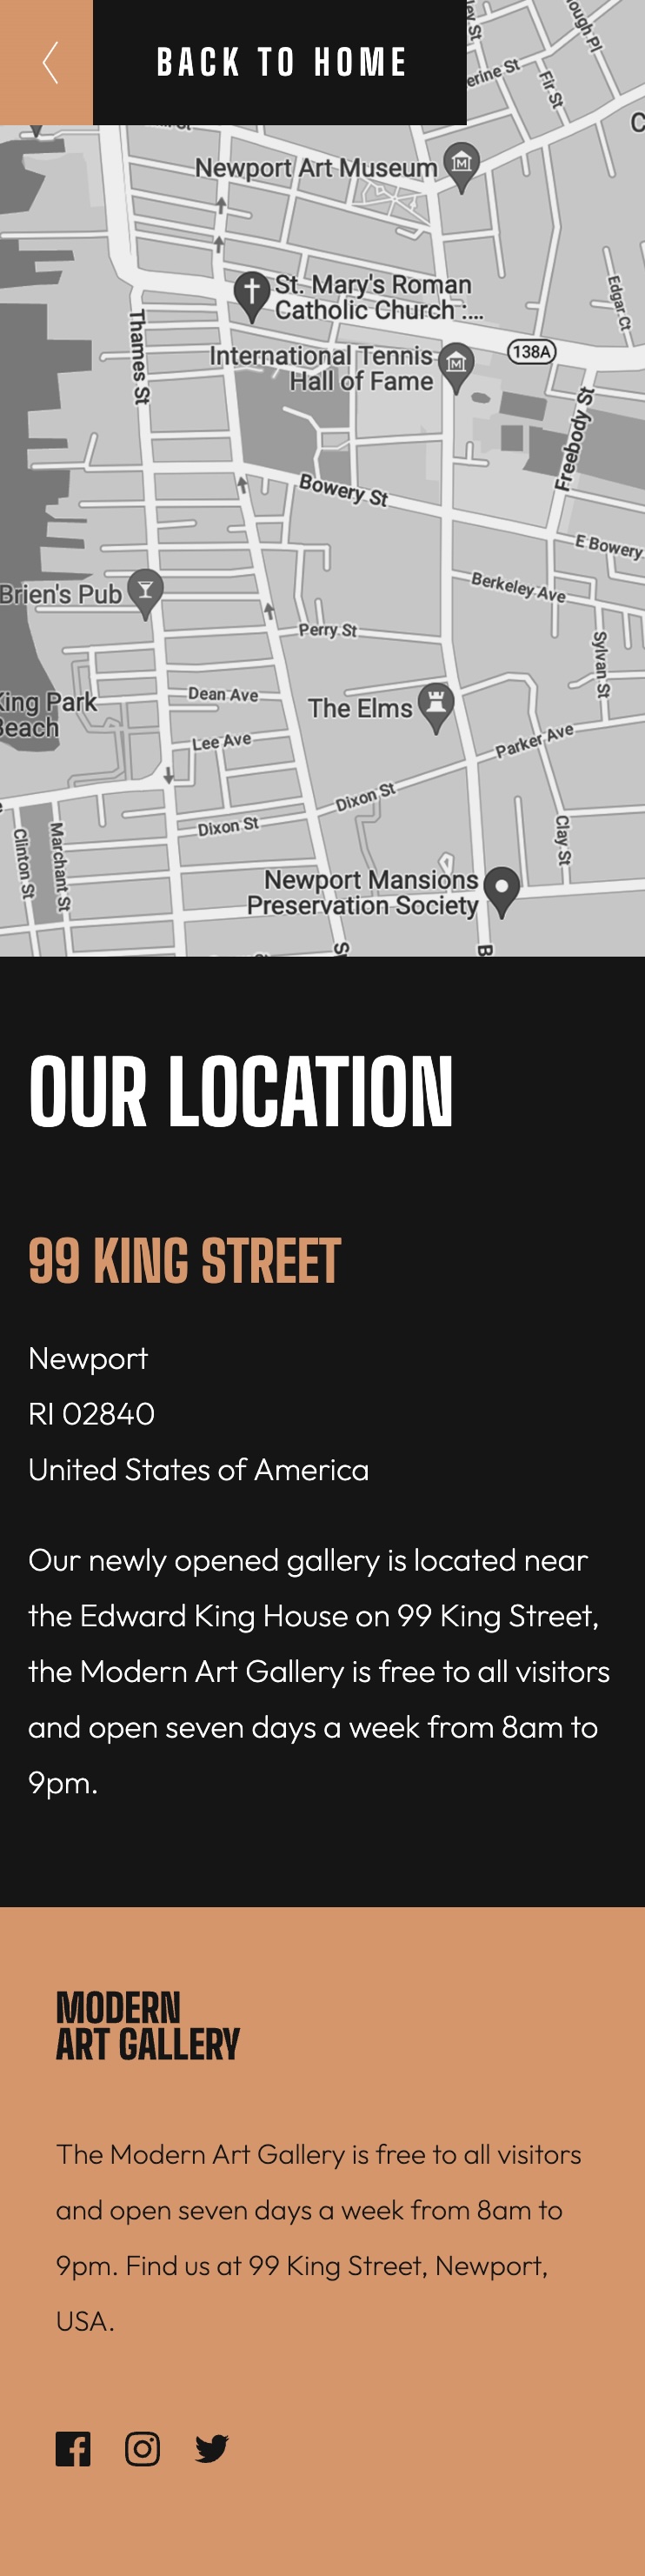 BACK TO HOME
erine St
Fir St
Newport Art Museum
St. Mary's Roman
Catholic Church :...
Edgar Ct
Thames St
International Tennis
Hall of Fame
138A
Freebody St
Bowery St
E Bowery
Brien's Pub
Berkeley Ave
Perry St
Sylvan St
Dean Ave
King Park
Beach
The Elms
Lee Ave
Parker Ave
Dixon St
Dixon St
Clinton St
Marchant St
Clay St
Newport Mansions
Preservation Society
OUR LOCATION
99 KING STREET
Newport
RI 02840
United States of America
Our newly opened gallery is located near
the Edward King House on 99 King Street,
the Modern Art Gallery is free to all visitors
and open seven days a week from 8am to
9pm.
MODERN
ART GALLERY
The Modern Art Gallery is free to all visitors
and open seven days a week from 8am to
9pm. Find us at 99 King Street, Newport,
USA.